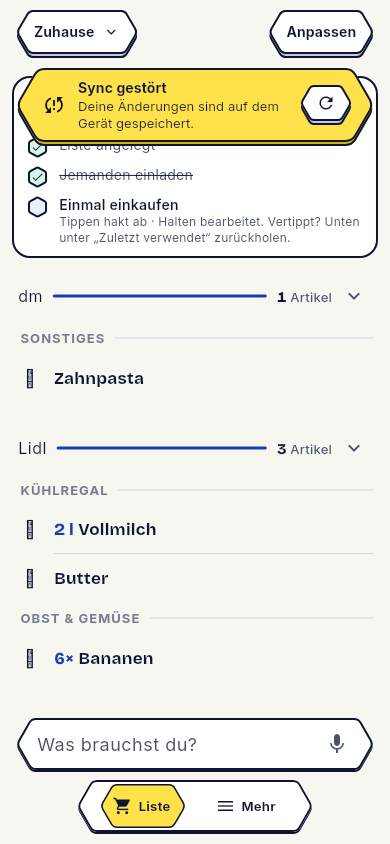 Zuhause
Anpassen
Sync gestört
Deine Änderungen sind auf dem
Gerät gespeichert.
Liste angelegt
Jemanden einladen
Einmal einkaufen
Tippen hakt ab · Halten bearbeitet. Vertippt? Unten
unter „Zuletzt verwendet“ zurückholen.
dm
1 Artikel
SONSTIGES
Zahnpasta
Lidl
3 Artikel
KÜHLREGAL
2 l Vollmilch
Butter
OBST & GEMÜSE
6× Bananen
Was brauchst du?
Liste
Mehr